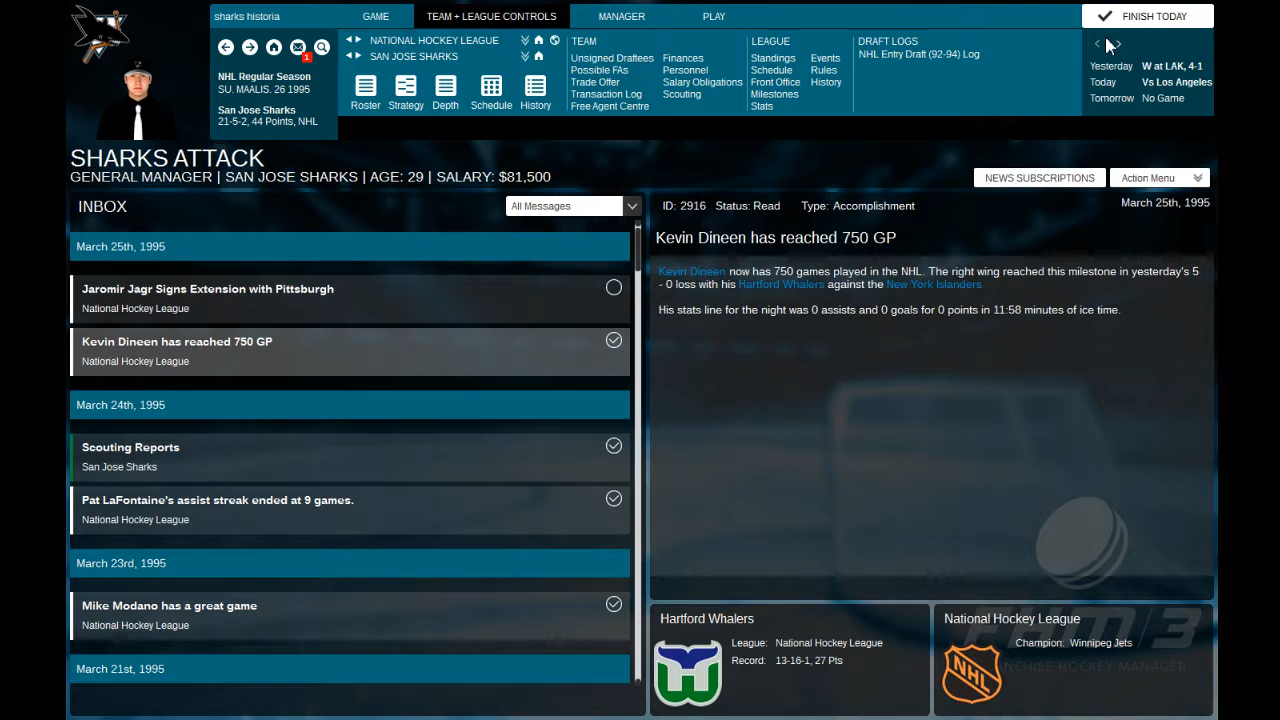 sharks historia
GAME
TEAM + LEAGUE CONTROLS
MANAGER
PLAY
FINISH TODAY
1
NHL Regular Season
SU. MAALIS. 26 1995
San Jose Sharks
21-5-2, 44 Points, NHL
NATIONAL HOCKEY LEAGUE
SAN JOSE SHARKS
Roster
Strategy
Depth
Schedule
History
TEAM
Unsigned Draftees
Possible FAs
Trade Offer
Transaction Log
Free Agent Centre
Finances
Personnel
Salary Obligations
Scouting
LEAGUE
Standings
Schedule
Front Office
Milestones
Stats
Events
Rules
History
DRAFT LOGS
NHL Entry Draft (92-94) Log
Yesterday W at LAK, 4-1
Today Vs Los Angeles
Tomorrow No Game
SHARKS ATTACK
GENERAL MANAGER | SAN JOSE SHARKS | AGE: 29 | SALARY: $81,500
NEWS SUBSCRIPTIONS
Action Menu
INBOX
All Messages
March 25th, 1995
Jaromir Jagr Signs Extension with Pittsburgh
National Hockey League
Kevin Dineen has reached 750 GP
National Hockey League
March 24th, 1995
Scouting Reports
San Jose Sharks
Pat LaFontaine's assist streak ended at 9 games.
National Hockey League
March 23rd, 1995
Mike Modano has a great game
National Hockey League
March 21st, 1995
ID: 2916 Status: Read Type: Accomplishment
March 25th, 1995
Kevin Dineen has reached 750 GP
Kevin Dineen now has 750 games played in the NHL. The right wing reached this milestone in yesterday's 5
- 0 loss with his Hartford Whalers against the New York Islanders
His stats line for the night was 0 assists and 0 goals for 0 points in 11:58 minutes of ice time.
Hartford Whalers
League: National Hockey League
Record: 13-16-1, 27 Pts
National Hockey League
Champion: Winnipeg Jets
NHL
FHM/3
NCHISE HOCKEY MANAGER